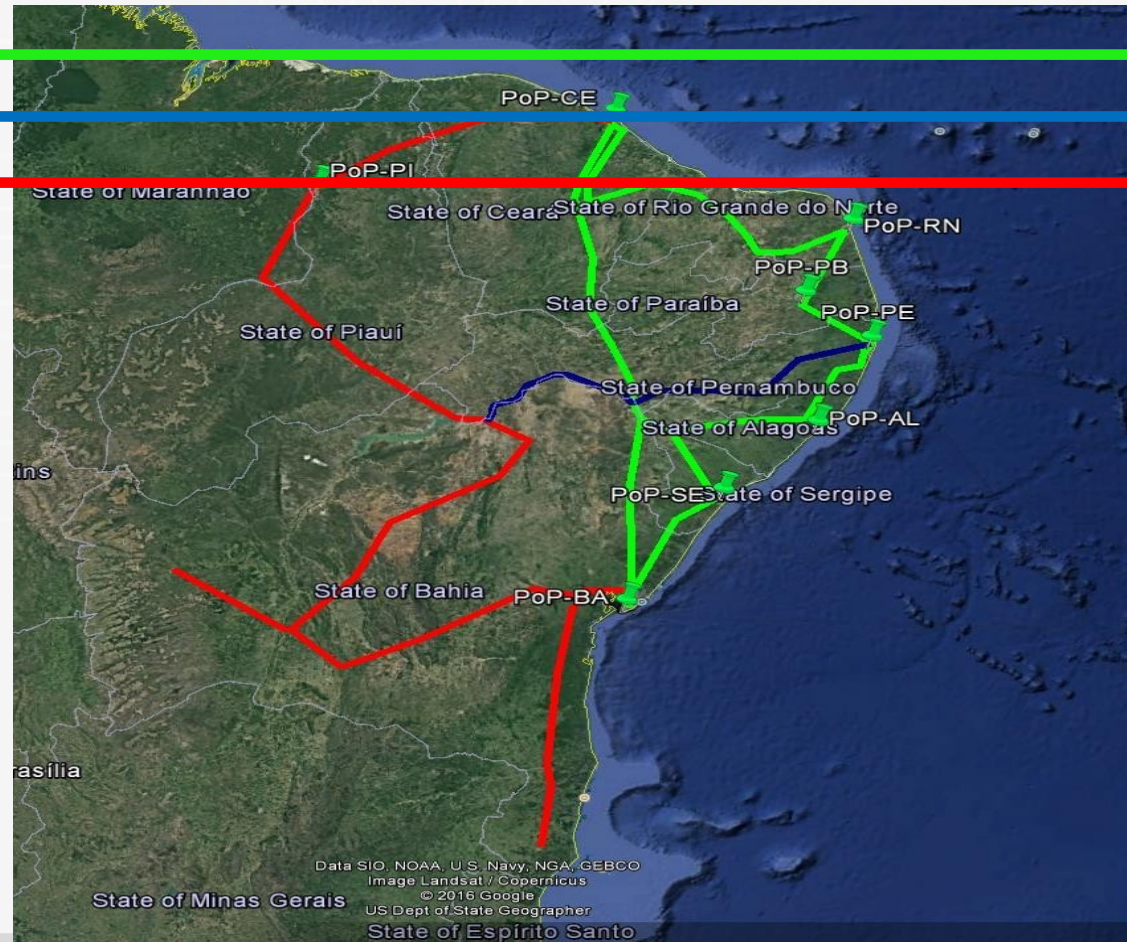 PoP-CE
PoP-PI
State of Maranhão
State of Ceará
State of Rio Grande do Norte
PoP-RN
PoP-PB
State of Paraíba
PoP-PE
State of Piauí
State of Pernambuco
PoP-AL
State of Alagoas
ins
PoP-SE
State of Sergipe
State of Bahia
PoP-BA
rasília
Data SIO, NOAA, U.S. Navy, NGA, GEBCO
Image Landsat / Copernicus
© 2016 Google
US Dept of State Geographer
State of Minas Gerais
State of Espírito Santo